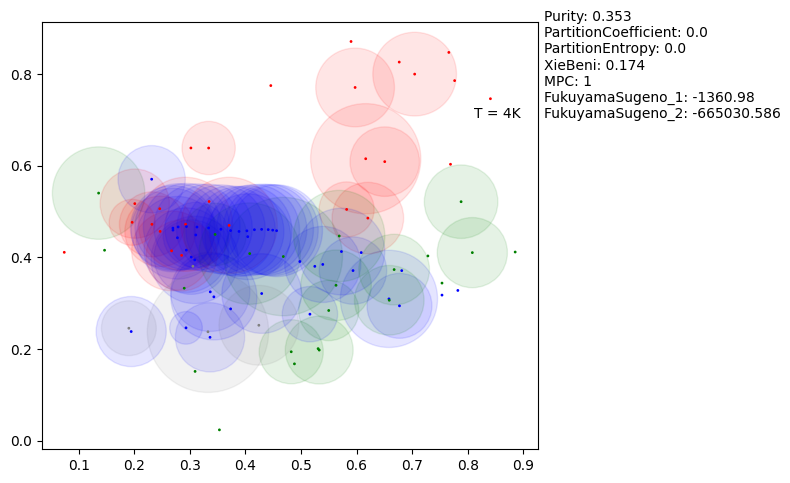 Purity: 0.353
PartitionCoefficient: 0.0
PartitionEntropy: 0.0
XieBeni: 0.174
MPC: 1
FukuyamaSugeno_1: -1360.98
FukuyamaSugeno_2: -665030.586
T = 4K
0.8
0.6
0.4
0.2
0.0
0.1 0.2 0.3 0.4 0.5 0.6 0.7 0.8 0.9